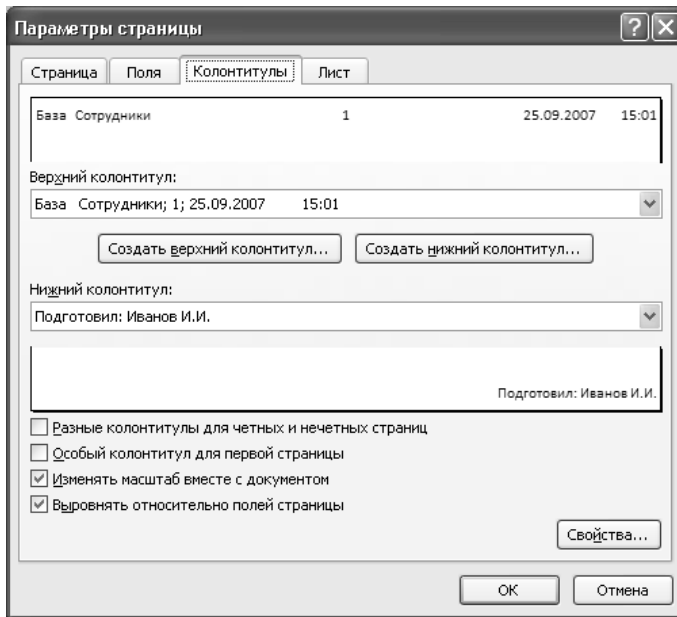 Параметры страницы
Страница Поля Колонтитулы Лист
База Сотрудники 1 25.09.2007 15:01
Верхний колонтитул:
База Сотрудники; 1; 25.09.2007 15:01
Создать верхний колонтитул... Создать нижний колонтитул...
Нижний колонтитул:
Подготовил: Иванов И.И.
Подготовил: Иванов И.И.
Разные колонтитулы для четных и нечетных страниц
Особый колонтитул для первой страницы
Изменять масштаб вместе с документом
Выровнять относительно полей страницы
Свойства...
ОК Отмена